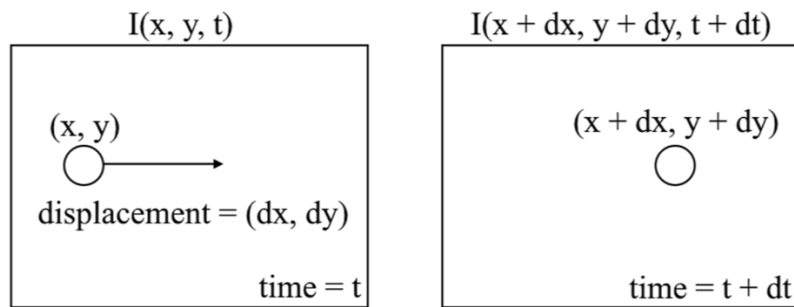 I(x, y, t)
(x, y)
displacement = (dx, dy)
time = t
I(x + dx, y + dy, t + dt)
(x + dx, y + dy)
time = t + dt